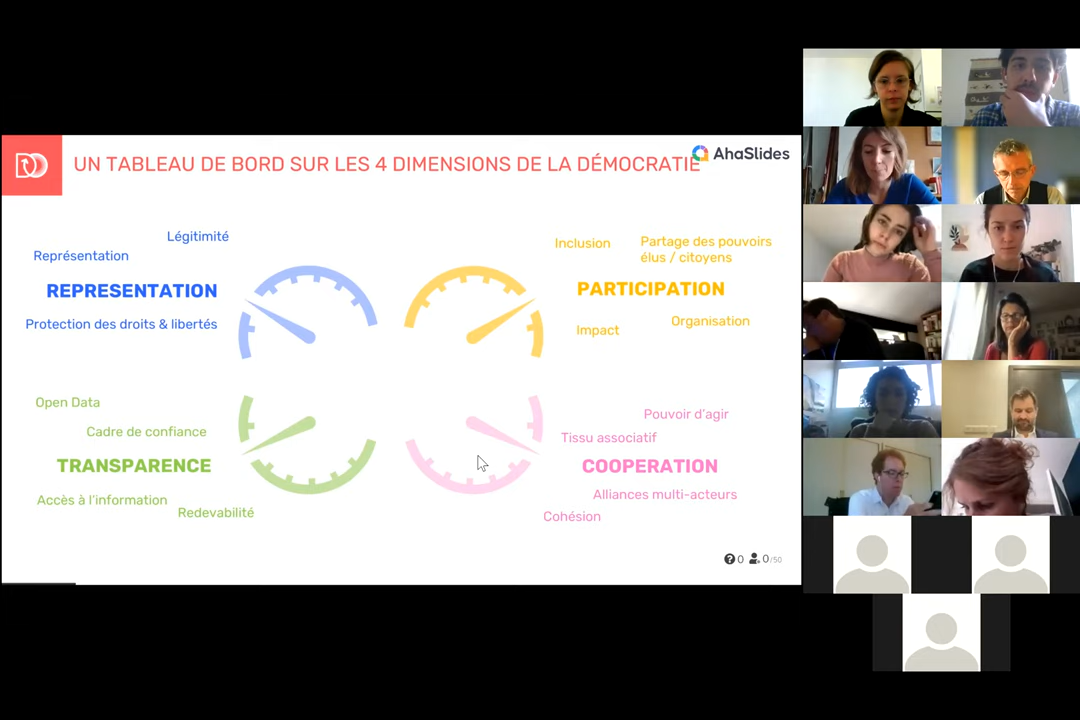 UN TABLEAU DE BORD SUR LES 4 DIMENSIONS DE LA DÉMOCRATIE
AhaSlides
Légitimité
Représentation
REPRESENTATION
Protection des droits & libertés
Inclusion
Partage des pouvoirs
élus / citoyens
PARTICIPATION
Organisation
Impact
Open Data
Cadre de confiance
TRANSPARENCE
Accès à l'information
Redevabilité
Pouvoir d'agir
Tissu associatif
COOPERATION
Alliances multi-acteurs
Cohésion
0 0/50